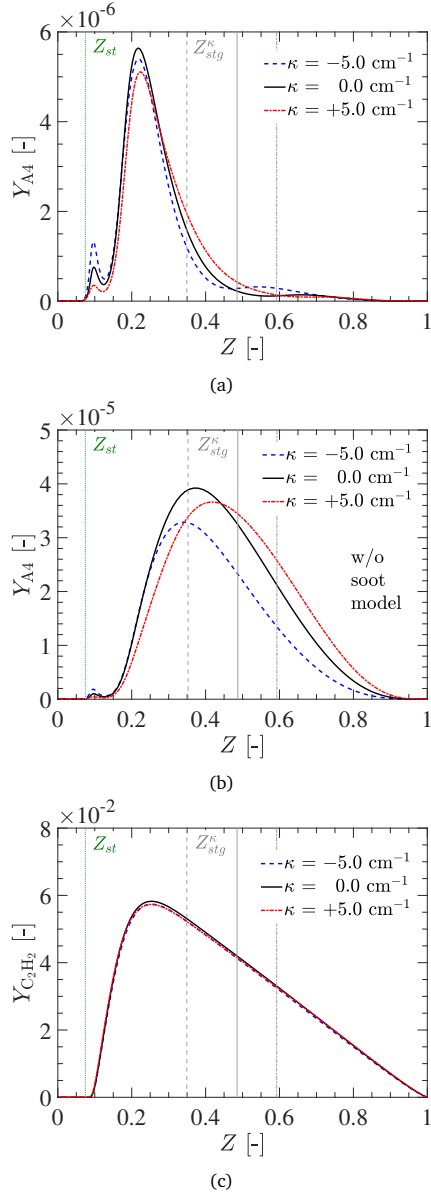 ×10⁻⁶
Z_st Z_stg^κ
κ = −5.0 cm⁻¹
κ = 0.0 cm⁻¹
κ = +5.0 cm⁻¹
Y_A4 [-]
6
4
2
0
0 0.2 0.4 0.6 0.8 1
Z [-]
(a)
×10⁻⁵
Z_st Z_stg^κ
κ = −5.0 cm⁻¹
κ = 0.0 cm⁻¹
κ = +5.0 cm⁻¹
w/o
soot
model
Y_A4 [-]
5
4
3
2
1
0
0 0.2 0.4 0.6 0.8 1
Z [-]
(b)
×10⁻²
Z_st Z_stg^κ
κ = −5.0 cm⁻¹
κ = 0.0 cm⁻¹
κ = +5.0 cm⁻¹
Y_C₂H₂ [-]
8
6
4
2
0
0 0.2 0.4 0.6 0.8 1
Z [-]
(c)